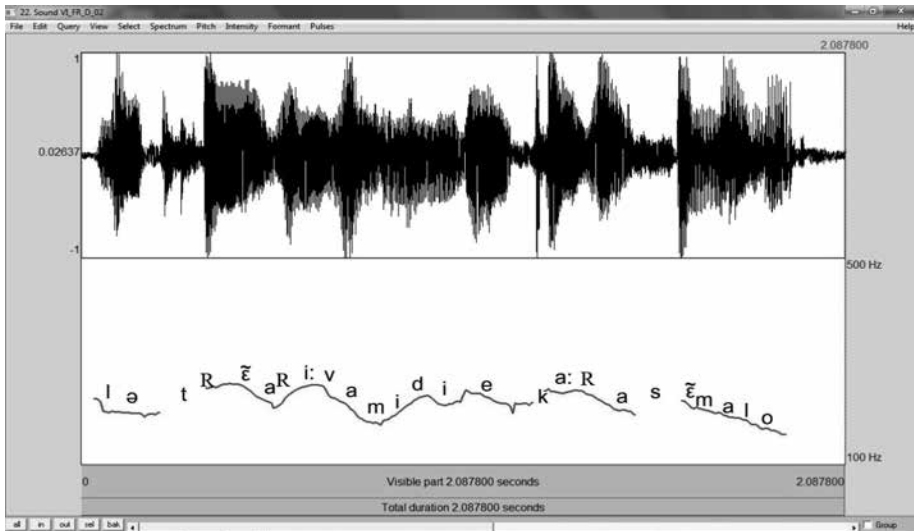 22. Sound VI_FR_D_02
File Edit Query View Select Spectrum Pitch Intensity Formant Pulses Help
2.087800
1
0.02637
-1
500 Hz
l ə t R ɛ̃ a R i: v a m i d i e k a: R a s ɛ̃ m a l o
100 Hz
0 Visible part 2.087800 seconds 2.087800
Total duration 2.087800 seconds
all in out sel bak Group